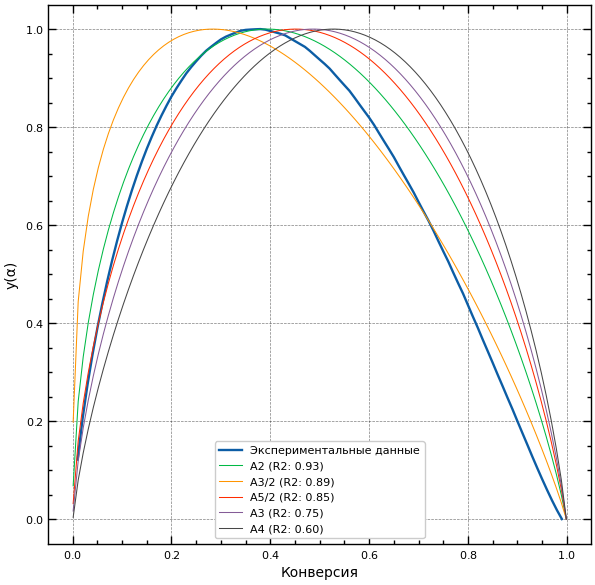 1.0
0.8
0.6
0.4
0.2
0.0
y(α)
Экспериментальные данные
A2 (R2: 0.93)
A3/2 (R2: 0.89)
A5/2 (R2: 0.85)
A3 (R2: 0.75)
A4 (R2: 0.60)
0.0 0.2 0.4 0.6 0.8 1.0
Конверсия